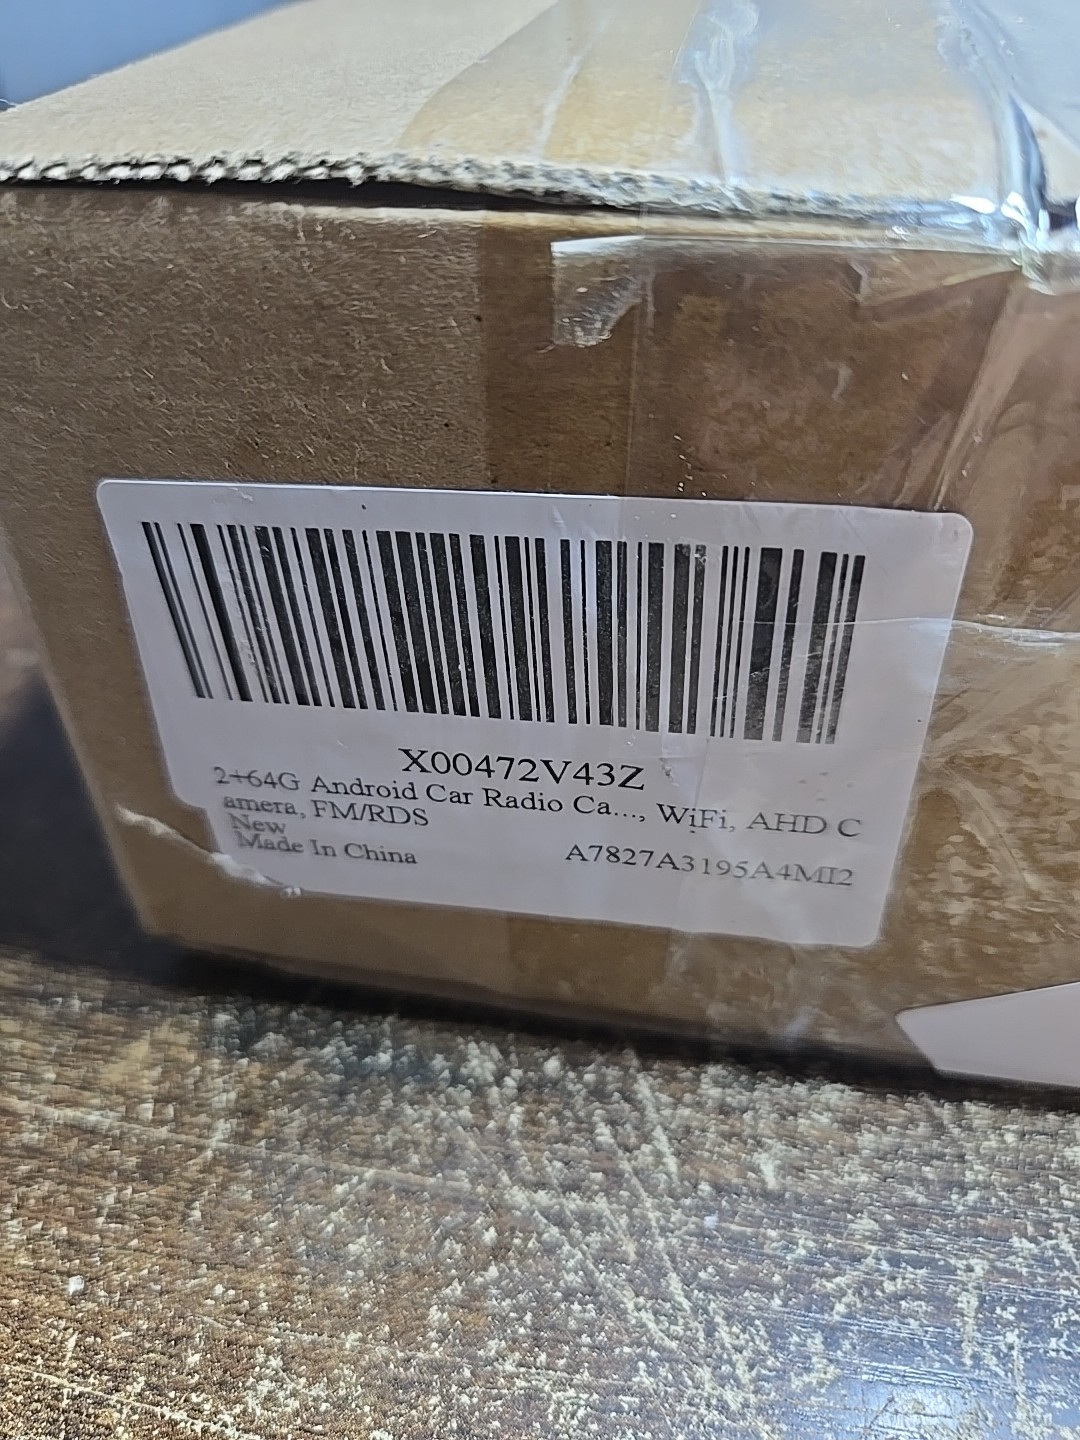 X00472V43Z
2+64G Android Car Radio Ca..., WiFi, AHD C
amera, FM/RDS
New
Made In China
A7827A3195A4MI2